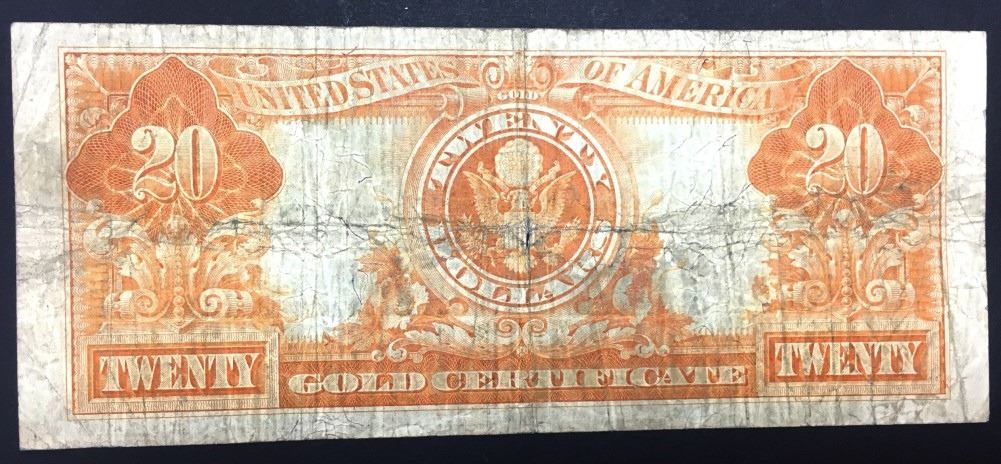 UNITED STATES OF AMERICA
GOLD
20 20
TWENTY DOLLARS
TWENTY TWENTY
GOLD CERTIFICATE